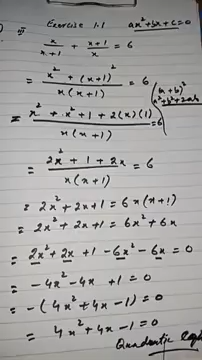 Exercise 1.1 ax²+bx+c=0
iii
x/(x+1) + (x+1)/x = 6
= (x² + (x+1)²)/(x(x+1)) = 6
(a+b)²
a²+b²+2ab
= (x² + x² + 1 + 2(x)(1))/(x(x+1)) = 6
= (2x² + 1 + 2x)/(x(x+1)) = 6
= 2x² + 2x + 1 = 6x(x+1)
= 2x² + 2x + 1 = 6x² + 6x
= 2x² + 2x + 1 - 6x² - 6x = 0
= -4x² - 4x + 1 = 0
= -(4x² + 4x - 1) = 0
= 4x² + 4x - 1 = 0
Quadratic